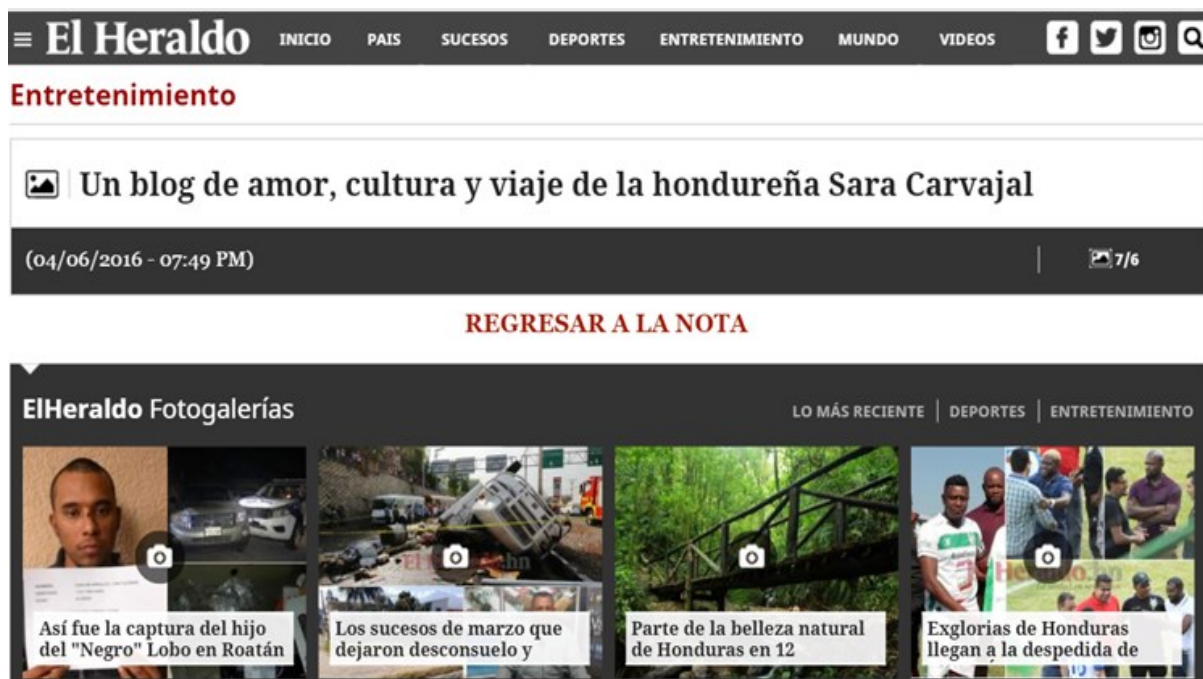 El Heraldo INICIO PAIS SUCESOS DEPORTES ENTRETENIMIENTO MUNDO VIDEOS
Entretenimiento
Un blog de amor, cultura y viaje de la hondureña Sara Carvajal
(04/06/2016 - 07:49 PM) 7/6
REGRESAR A LA NOTA
ElHeraldo Fotogalerías LO MÁS RECIENTE | DEPORTES | ENTRETENIMIENTO
Así fue la captura del hijo
del "Negro" Lobo en Roatán
Los sucesos de marzo que
dejaron desconsuelo y
Parte de la belleza natural
de Honduras en 12
Exglorias de Honduras
llegan a la despedida de